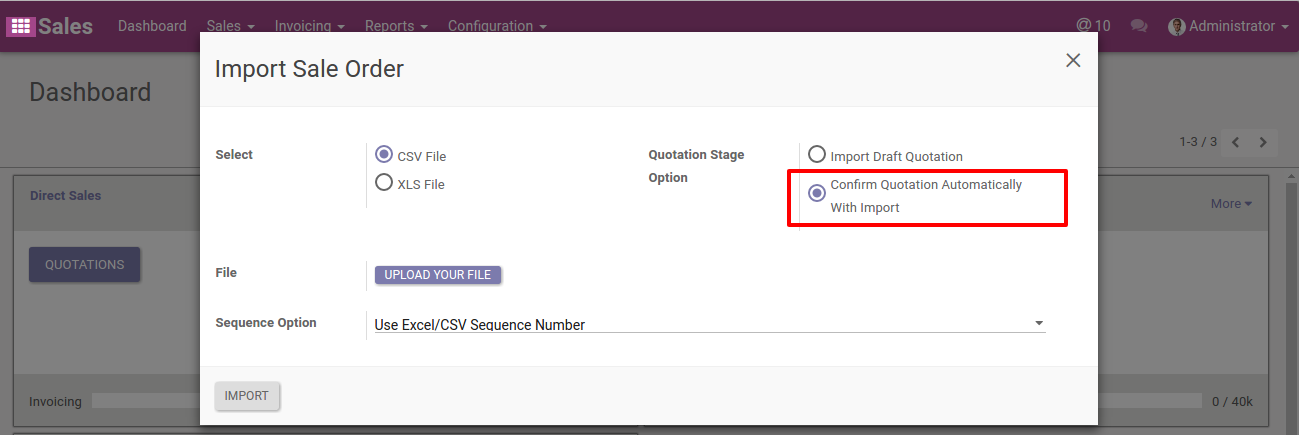 Sales Dashboard Sales Invoicing Reports Configuration @ 10 Administrator
Import Sale Order
Dashboard
1-3 / 3
Select
CSV File
XLS File
Quotation Stage
Option
Import Draft Quotation
Confirm Quotation Automatically
With Import
Direct Sales
More
QUOTATIONS
File
UPLOAD YOUR FILE
Sequence Option
Use Excel/CSV Sequence Number
IMPORT
Invoicing
0 / 40k